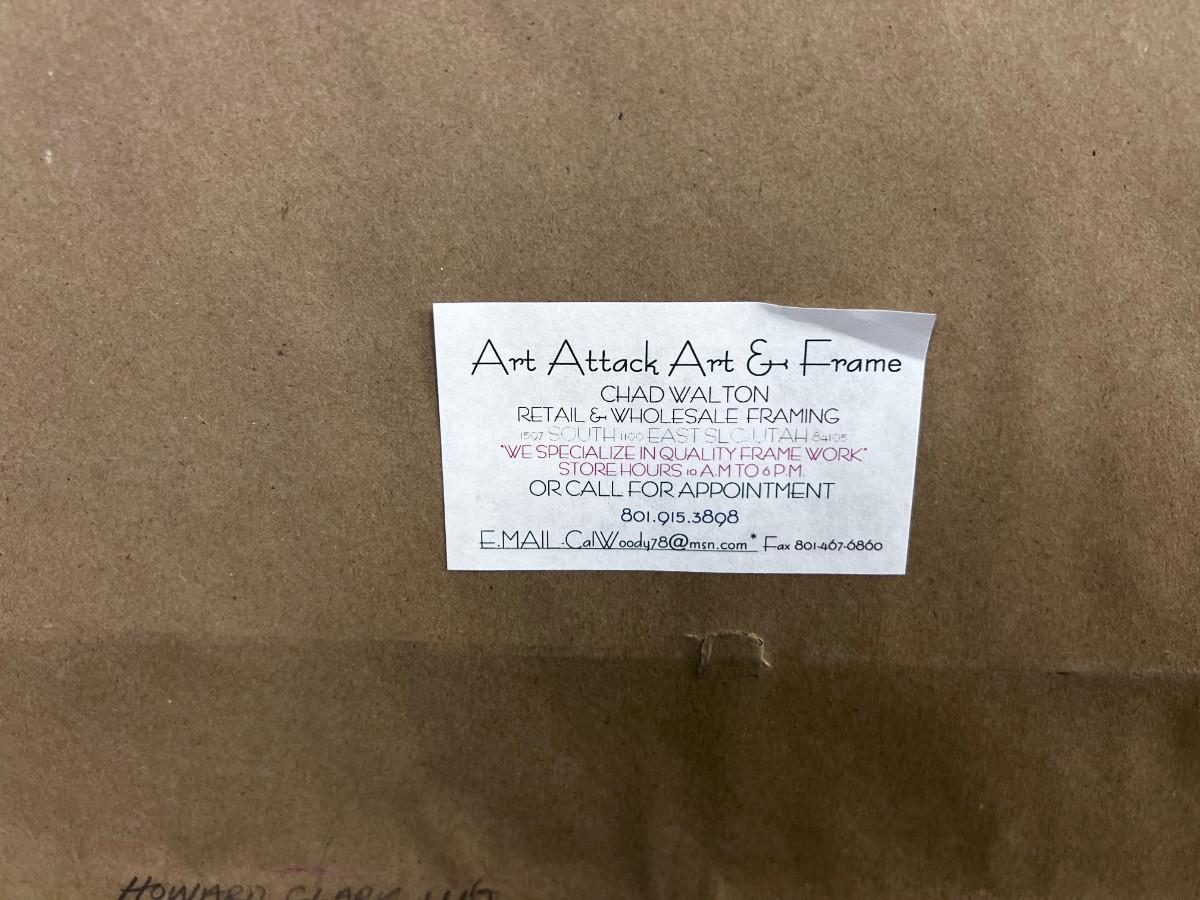 Art Attack Art & Frame
CHAD WALTON
RETAIL & WHOLESALE FRAMING
1597 SOUTH 1100 EAST SLC. UTAH 84105
"WE SPECIALIZE IN QUALITY FRAME WORK"
STORE HOURS 10 A.M TO 6 P.M.
OR CALL FOR APPOINTMENT
801.915.3898
E.MAIL-CalWoody78@msn.com* Fax 801-467-6860
HOWARD CLARK